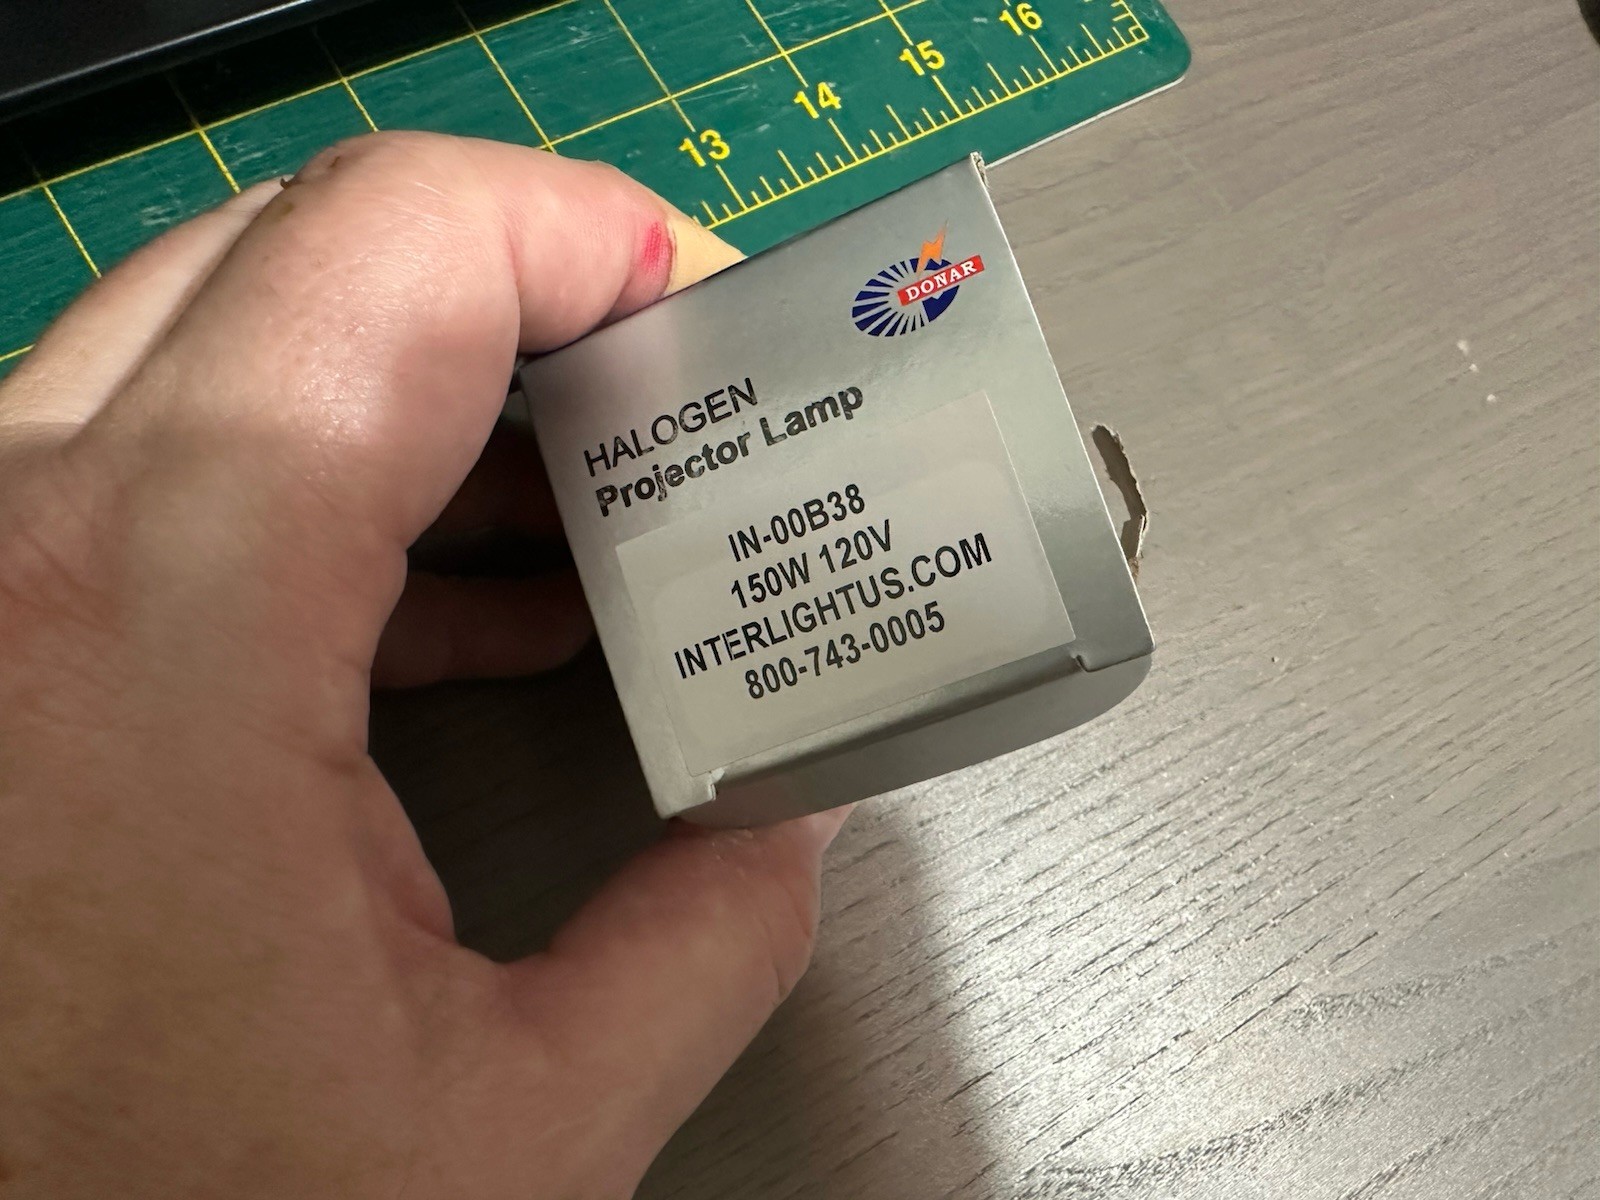 13 14 15 16
DONAR
HALOGEN
Projector Lamp
IN-00B38
150W 120V
INTERLIGHTUS.COM
800-743-0005